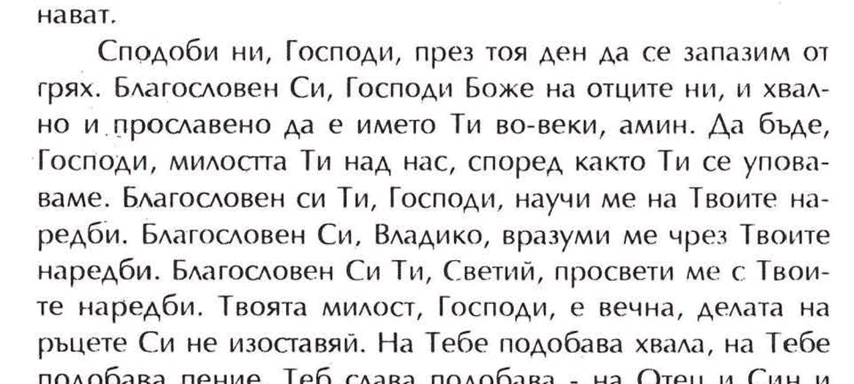 нават.
Сподоби ни, Господи, през тоя ден да се запазим от
грях. Благословен Си, Господи Боже на отците ни, и хвал-
но и прославено да е името Ти во-веки, амин. Да бъде,
Господи, милостта Ти над нас, според както Ти се упова-
ваме. Благословен си Ти, Господи, научи ме на Твоите на-
редби. Благословен Си, Владико, вразуми ме чрез Твоите
наредби. Благословен Си Ти, Светий, просвети ме с Твои-
те наредби. Твоята милост, Господи, е вечна, делата на
ръцете Си не изоставяй. На Тебе подобава хвала, на Тебе
подобава пение, Теб слава подобава - на Отец и Син и